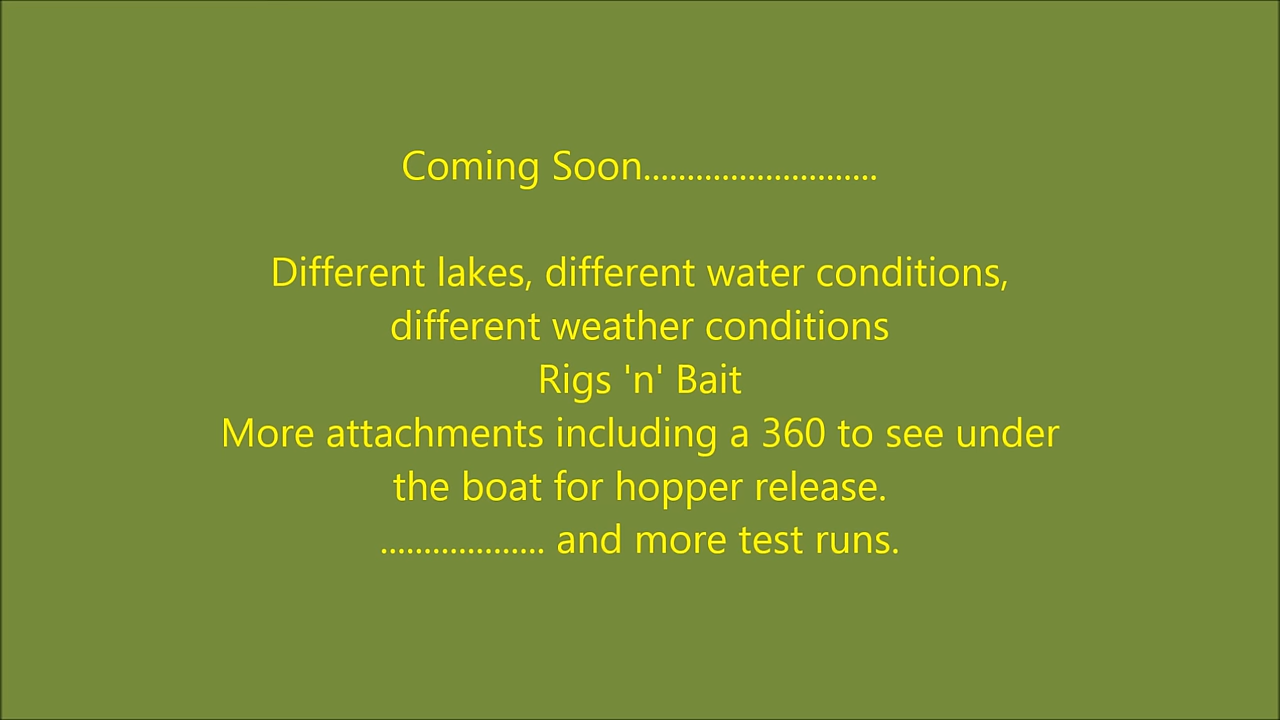 Coming Soon...........................
Different lakes, different water conditions,
different weather conditions
Rigs 'n' Bait
More attachments including a 360 to see under
the boat for hopper release.
................... and more test runs.